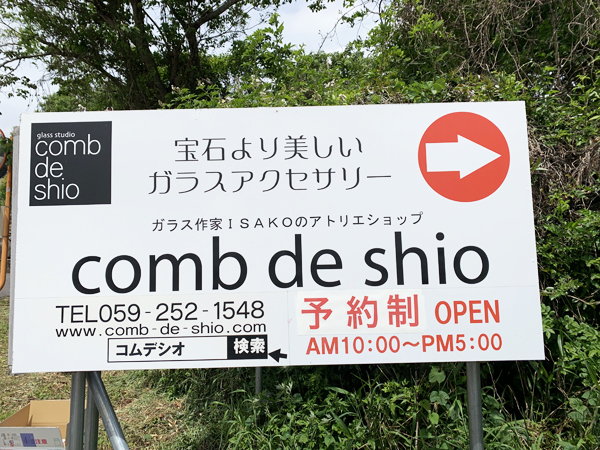 glass studio
comb
de
shio
宝石より美しい
ガラスアクセサリー
ガラス作家ISAKOのアトリエショップ
comb de shio
TEL059-252-1548
www.comb-de-shio.com
コムデシオ 検索
予約制 OPEN
AM10:00〜PM5:00